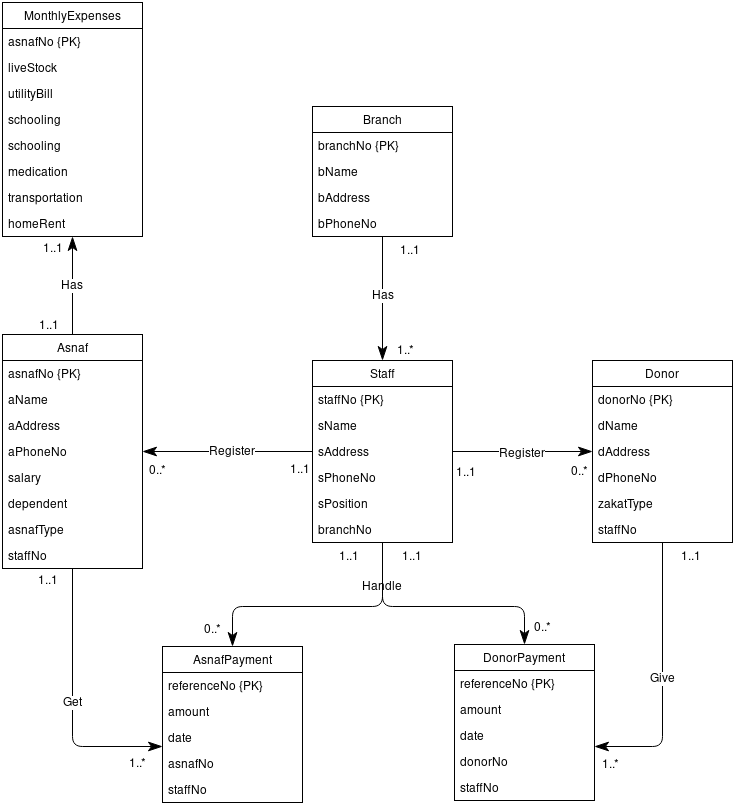 MonthlyExpenses
asnafNo {PK}
liveStock
utilityBill
schooling
schooling
medication
transportation
homeRent
1..1
Has
1..1
Branch
branchNo {PK}
bName
bAddress
bPhoneNo
1..1
Has
1..*
Asnaf
asnafNo {PK}
aName
aAddress
aPhoneNo
salary
dependent
asnafType
staffNo
Register
0..*
1..1
Staff
staffNo {PK}
sName
sAddress
sPhoneNo
sPosition
branchNo
Register
1..1
0..*
Donor
donorNo {PK}
dName
dAddress
dPhoneNo
zakatType
staffNo
1..1
1..1
1..1
1..1
Handle
0..*
0..*
Get
1..*
AsnafPayment
referenceNo {PK}
amount
date
asnafNo
staffNo
DonorPayment
referenceNo {PK}
amount
date
donorNo
staffNo
Give
1..*